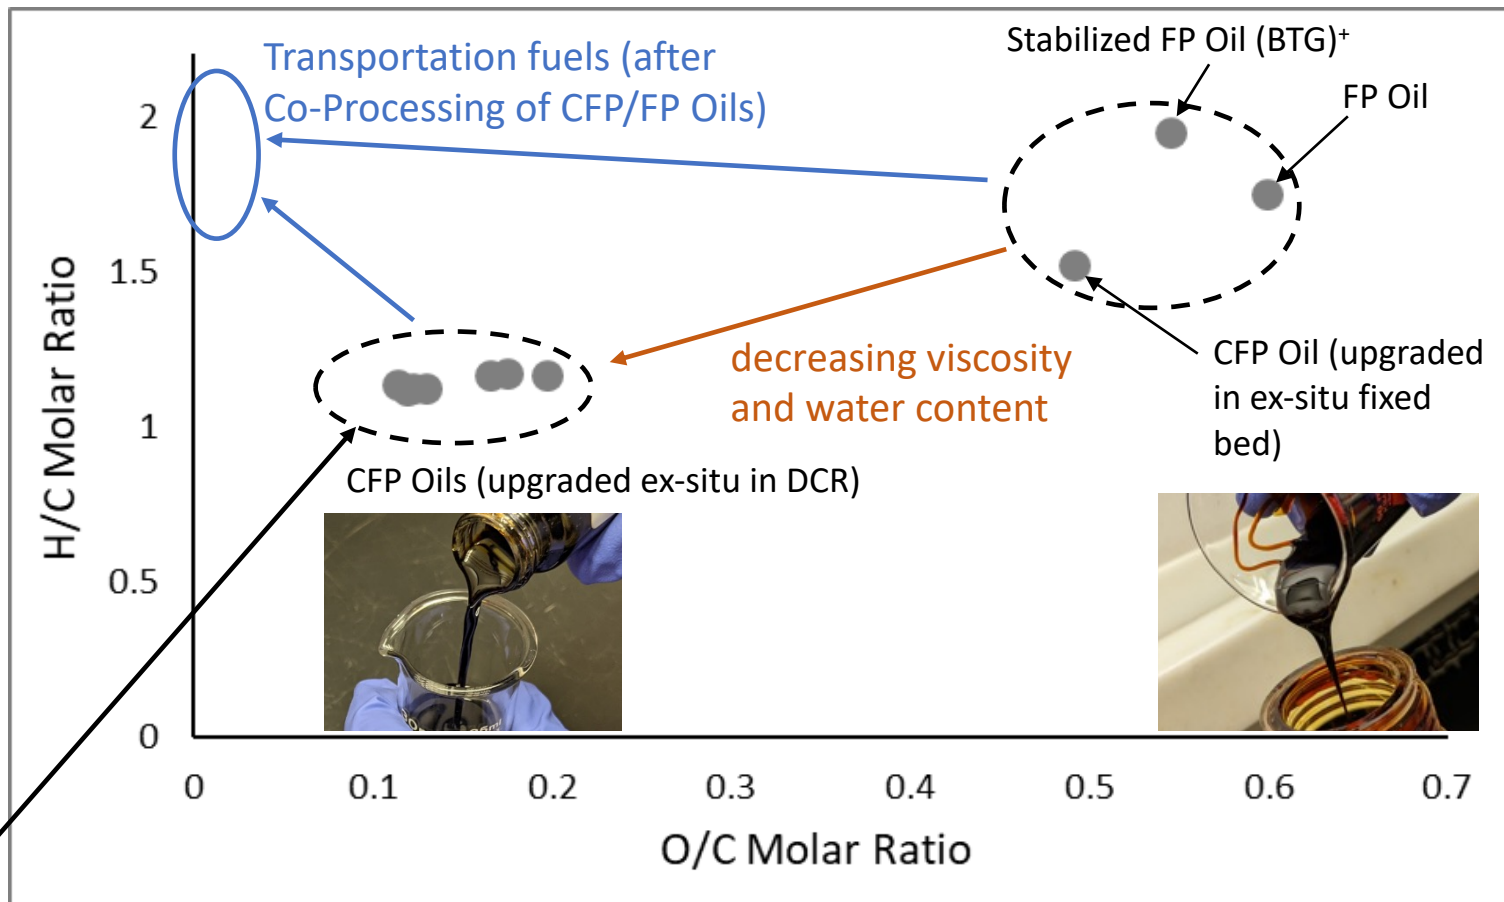 Transportation fuels (after
Co-Processing of CFP/FP Oils)
Stabilized FP Oil (BTG)⁺
FP Oil
decreasing viscosity
and water content
CFP Oil (upgraded
in ex-situ fixed
bed)
CFP Oils (upgraded ex-situ in DCR)
H/C Molar Ratio
2
1.5
1
0.5
0
0 0.1 0.2 0.3 0.4 0.5 0.6 0.7
O/C Molar Ratio